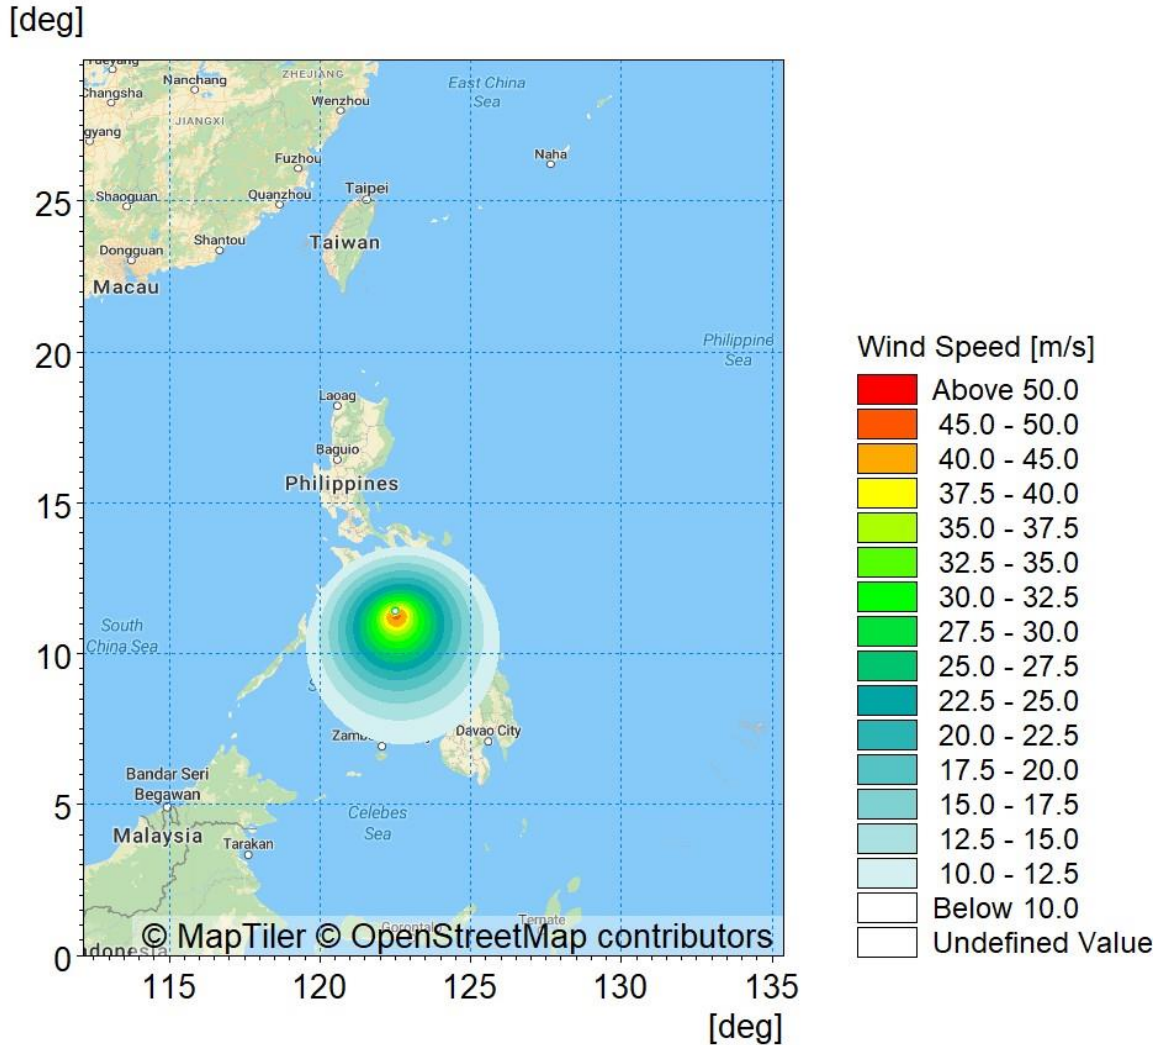 [deg]
ZHEJIANG
Nanchang
Changsha
East China
Sea
Wenzhou
JIANGXI
gyang
Fuzhou
Naha
Shaoguan
Quanzhou
Taipei
25
Shantou
Taiwan
Dongguan
Macau
20
Philippine
Sea
Laoag
Baguio
Philippines
15
South
China Sea
10
Davao City
Bandar Seri
Begawan
5
Celebes
Sea
Malaysia
Tarakan
Ternate
Gorontalo
© MapTiler © OpenStreetMap contributors
ndonesia
0
115 120 125 130 135
[deg]
Wind Speed [m/s]
Above 50.0
45.0 - 50.0
40.0 - 45.0
37.5 - 40.0
35.0 - 37.5
32.5 - 35.0
30.0 - 32.5
27.5 - 30.0
25.0 - 27.5
22.5 - 25.0
20.0 - 22.5
17.5 - 20.0
15.0 - 17.5
12.5 - 15.0
10.0 - 12.5
Below 10.0
Undefined Value